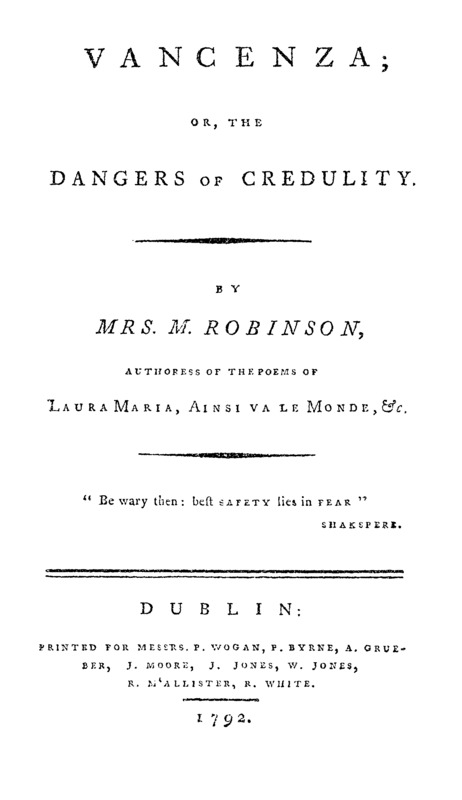 VANCENZA;
OR, THE
DANGERS OF CREDULITY.
BY
MRS. M. ROBINSON,
AUTHORESS OF THE POEMS OF
LAURA MARIA, AINSI VA LE MONDE, &c.
“ Be wary then: beſt SAFETY lies in FEAR ”
SHAKSPERE.
DUBLIN:
PRINTED FOR MESSRS. P. WOGAN, P. BYRNE, A. GRUE-
BER, J. MOORE, J. JONES, W. JONES,
R. M‘ALLISTER, R. WHITE.
1792.